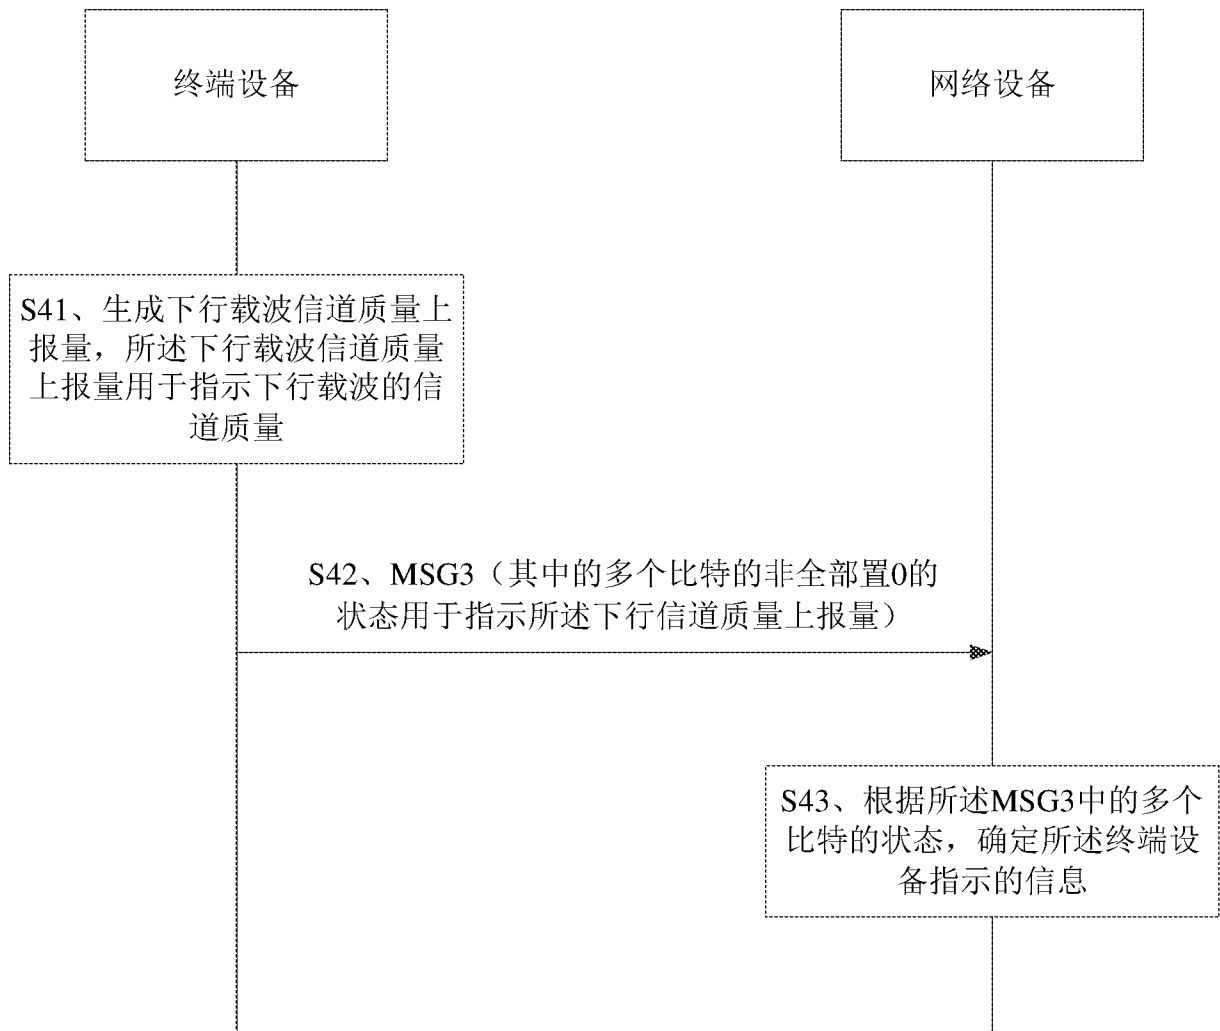 终端设备
网络设备
S41、生成下行载波信道质量上
报量，所述下行载波信道质量
上报量用于指示下行载波的信
道质量
S42、MSG3（其中的多个比特的非全部置0的
状态用于指示所述下行信道质量上报量）
S43、根据所述MSG3中的多个
比特的状态，确定所述终端设
备指示的信息